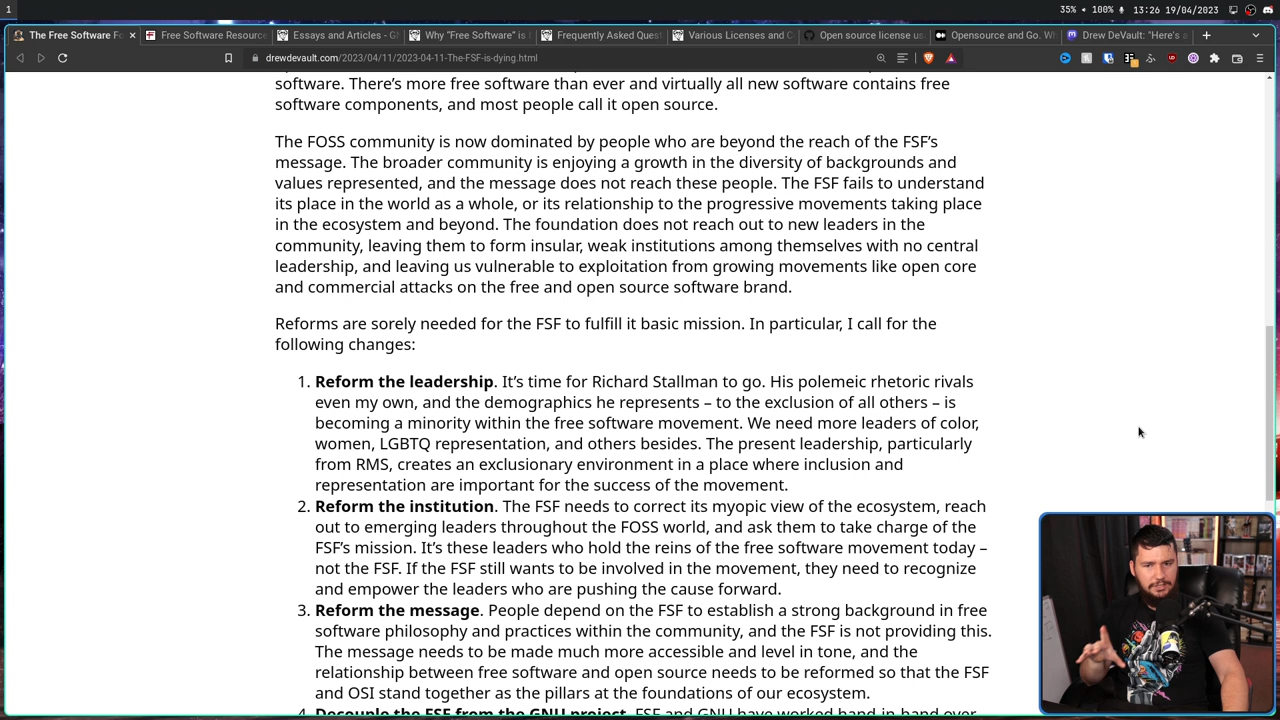 1
35% 100% 13:26 19/04/2023
The Free Software Fo
Free Software Resource
Essays and Articles - G
Why "Free Software" is
Frequently Asked Quest
Various Licenses and C
Open source license us
Opensource and Go. W
Drew DeVault: "Here's a
drewdevault.com/2023/04/11/2023-04-11-The-FSF-is-dying.html
software. There's more free software than ever and virtually all new software contains free
software components, and most people call it open source.
The FOSS community is now dominated by people who are beyond the reach of the FSF's
message. The broader community is enjoying a growth in the diversity of backgrounds and
values represented, and the message does not reach these people. The FSF fails to understand
its place in the world as a whole, or its relationship to the progressive movements taking place
in the ecosystem and beyond. The foundation does not reach out to new leaders in the
community, leaving them to form insular, weak institutions among themselves with no central
leadership, and leaving us vulnerable to exploitation from growing movements like open core
and commercial attacks on the free and open source software brand.
Reforms are sorely needed for the FSF to fulfill it basic mission. In particular, I call for the
following changes:
1. Reform the leadership. It's time for Richard Stallman to go. His polemeic rhetoric rivals
even my own, and the demographics he represents – to the exclusion of all others – is
becoming a minority within the free software movement. We need more leaders of color,
women, LGBTQ representation, and others besides. The present leadership, particularly
from RMS, creates an exclusionary environment in a place where inclusion and
representation are important for the success of the movement.
2. Reform the institution. The FSF needs to correct its myopic view of the ecosystem, reach
out to emerging leaders throughout the FOSS world, and ask them to take charge of the
FSF's mission. It's these leaders who hold the reins of the free software movement today –
not the FSF. If the FSF still wants to be involved in the movement, they need to recognize
and empower the leaders who are pushing the cause forward.
3. Reform the message. People depend on the FSF to establish a strong background in free
software philosophy and practices within the community, and the FSF is not providing this.
The message needs to be made much more accessible and level in tone, and the
relationship between free software and open source needs to be reformed so that the FSF
and OSI stand together as the pillars at the foundations of our ecosystem.
4. Decouple the FSF from the GNU project. FSF and GNU have worked hand-in-hand over